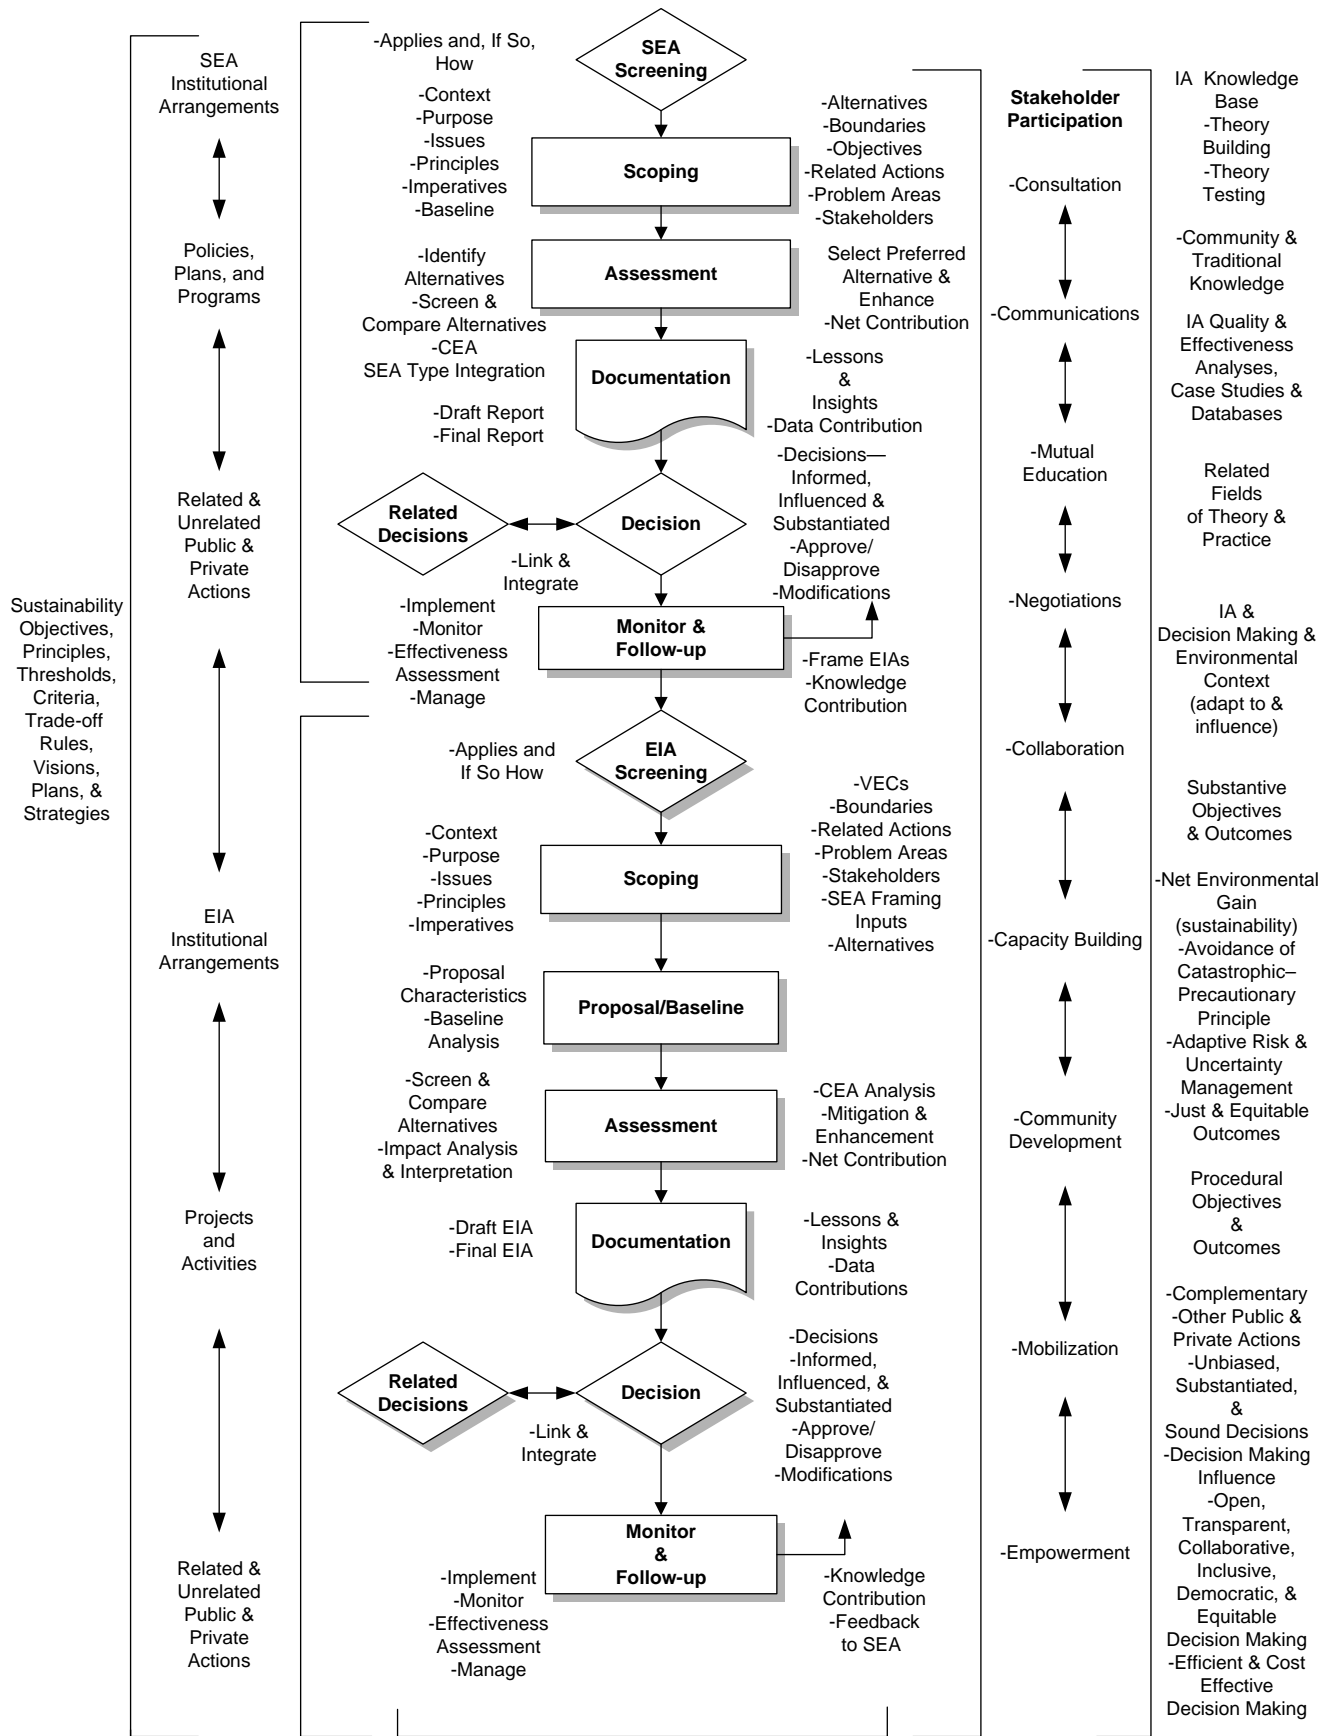 Sustainability
Objectives,
Principles,
Thresholds,
Criteria,
Trade-off
Rules,
Visions,
Plans, &
Strategies
SEA
Institutional
Arrangements
Policies,
Plans, and
Programs
Related &
Unrelated
Public &
Private
Actions
EIA
Institutional
Arrangements
Projects
and
Activities
Related &
Unrelated
Public &
Private
Actions
-Applies and, If So,
How
SEA
Screening
-Context
-Purpose
-Issues
-Principles
-Imperatives
-Baseline
Scoping
-Alternatives
-Boundaries
-Objectives
-Related Actions
-Problem Areas
-Stakeholders
-Identify
Alternatives
-Screen &
Compare Alternatives
-CEA
SEA Type Integration
Assessment
Select Preferred
Alternative &
Enhance
-Net Contribution
-Draft Report
-Final Report
Documentation
-Lessons
&
Insights
-Data Contribution
Related
Decisions
-Link &
Integrate
Decision
-Decisions—
Informed,
Influenced &
Substantiated
-Approve/
Disapprove
-Modifications
-Implement
-Monitor
-Effectiveness
Assessment
-Manage
Monitor &
Follow-up
-Frame EIAs
-Knowledge
Contribution
-Applies and
If So How
EIA
Screening
-Context
-Purpose
-Issues
-Principles
-Imperatives
Scoping
-VECs
-Boundaries
-Related Actions
-Problem Areas
-Stakeholders
-SEA Framing
Inputs
-Alternatives
-Proposal
Characteristics
-Baseline
Analysis
Proposal/Baseline
-Screen &
Compare
Alternatives
-Impact Analysis
& Interpretation
Assessment
-CEA Analysis
-Mitigation &
Enhancement
-Net Contribution
-Draft EIA
-Final EIA
Documentation
-Lessons &
Insights
-Data
Contributions
Related
Decisions
-Link &
Integrate
Decision
-Decisions
-Informed,
Influenced, &
Substantiated
-Approve/
Disapprove
-Modifications
-Implement
-Monitor
-Effectiveness
Assessment
-Manage
Monitor
&
Follow-up
-Knowledge
Contribution
-Feedback
to SEA
Stakeholder
Participation
-Consultation
-Communications
-Mutual
Education
-Negotiations
-Collaboration
-Capacity Building
-Community
Development
-Mobilization
-Empowerment
IA Knowledge
Base
-Theory
Building
-Theory
Testing
-Community &
Traditional
Knowledge
IA Quality &
Effectiveness
Analyses,
Case Studies &
Databases
Related
Fields
of Theory &
Practice
IA &
Decision Making &
Environmental
Context
(adapt to &
influence)
Substantive
Objectives
& Outcomes
-Net Environmental
Gain
(sustainability)
-Avoidance of
Catastrophic–
Precautionary
Principle
-Adaptive Risk &
Uncertainty
Management
-Just & Equitable
Outcomes
Procedural
Objectives
&
Outcomes
-Complementary
-Other Public &
Private Actions
-Unbiased,
Substantiated,
&
Sound Decisions
-Decision Making
Influence
-Open,
Transparent,
Collaborative,
Inclusive,
Democratic, &
Equitable
Decision Making
-Efficient & Cost
Effective
Decision Making